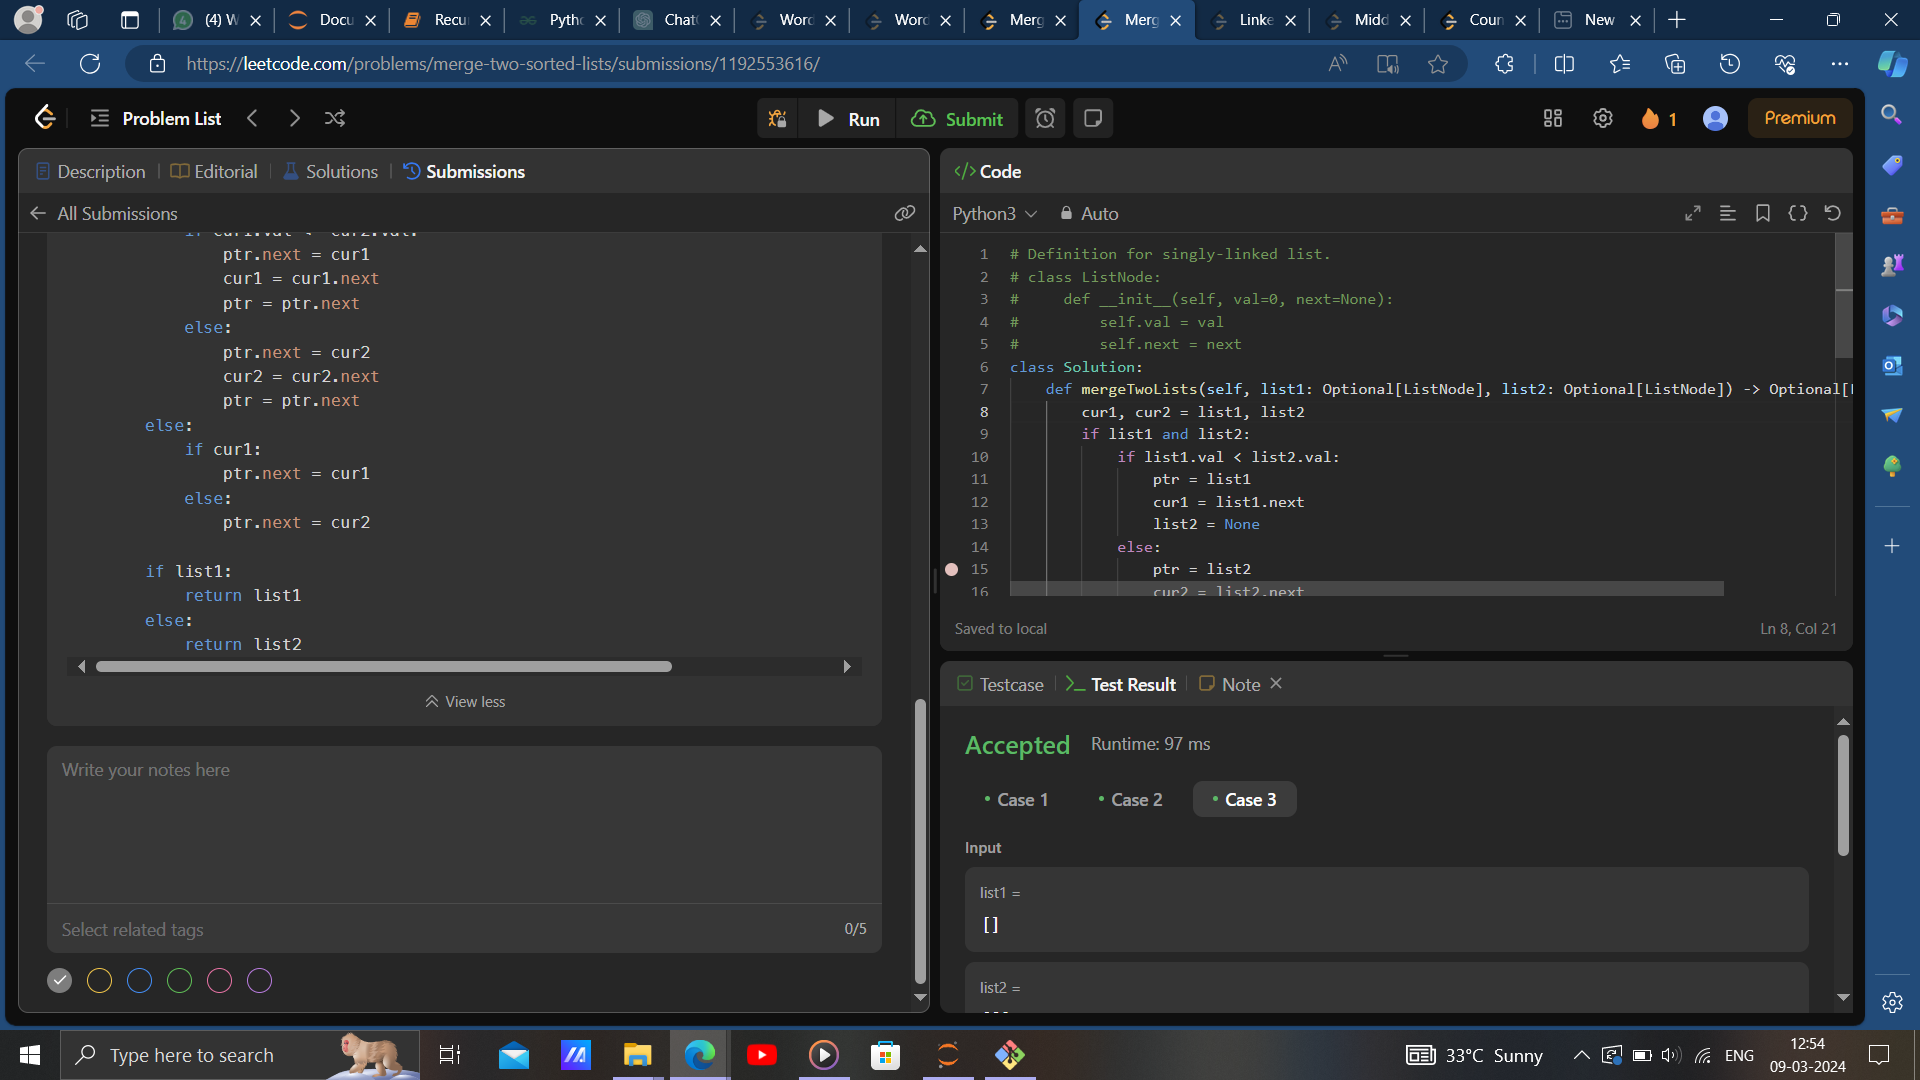 (4) W
Docu
Recu
Pyth
Chat
Word
Word
Merg
Merg
Linke
Midd
Coun
New
https://leetcode.com/problems/merge-two-sorted-lists/submissions/1192553616/
Problem List
Run
Submit
1
Premium
Description
Editorial
Solutions
Submissions
All Submissions
ptr.next = cur1
cur1 = cur1.next
ptr = ptr.next
else:
ptr.next = cur2
cur2 = cur2.next
ptr = ptr.next
else:
if cur1:
ptr.next = cur1
else:
ptr.next = cur2
if list1:
return list1
else:
return list2
View less
Write your notes here
Select related tags
0/5
</> Code
Python3
Auto
1 # Definition for singly-linked list.
2 # class ListNode:
3 #     def __init__(self, val=0, next=None):
4 #         self.val = val
5 #         self.next = next
6 class Solution:
7     def mergeTwoLists(self, list1: Optional[ListNode], list2: Optional[ListNode]) -> Optional[
8         cur1, cur2 = list1, list2
9         if list1 and list2:
10             if list1.val < list2.val:
11                 ptr = list1
12                 cur1 = list1.next
13                 list2 = None
14             else:
15                 ptr = list2
16                 cur2 = list2.next
Saved to local
Ln 8, Col 21
Testcase
Test Result
Note
Accepted
Runtime: 97 ms
Case 1
Case 2
Case 3
Input
list1 =
[]
list2 =
Type here to search
33°C Sunny
ENG
12:54
09-03-2024